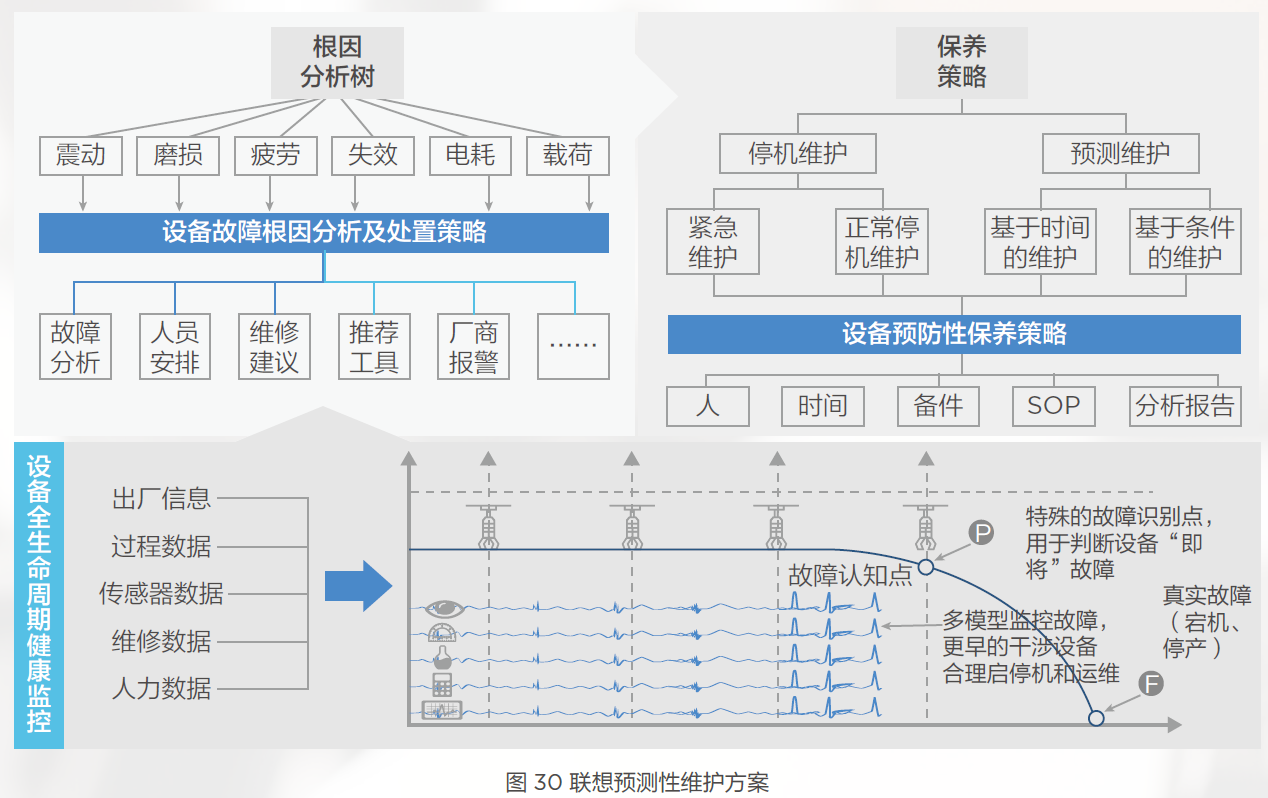 根因
分析树
震动
磨损
疲劳
失效
电耗
载荷
设备故障根因分析及处置策略
故障
分析
人员
安排
维修
建议
推荐
工具
厂商
报警
……
保养
策略
停机维护
预测维护
紧急
维护
正常停
机维护
基于时间
的维护
基于条件
的维护
设备预防性保养策略
人
时间
备件
SOP
分析报告
设备全生命周期健康监控
出厂信息
过程数据
传感器数据
维修数据
人力数据
P
特殊的故障识别点，
用于判断设备“即
将”故障
故障认知点
真实故障
（宕机、
停产）
多模型监控故障，
更早的干涉设备
合理启停机和运维
F
图 30 联想预测性维护方案